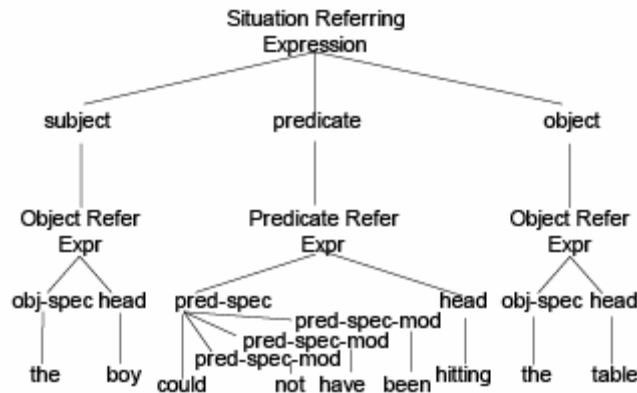 Situation Referring
Expression
subject predicate object
Object Refer Predicate Refer Object Refer
Expr Expr Expr
obj-spec head pred-spec head obj-spec head
pred-spec-mod
pred-spec-mod
pred-spec-mod
the boy could not have been hitting the table